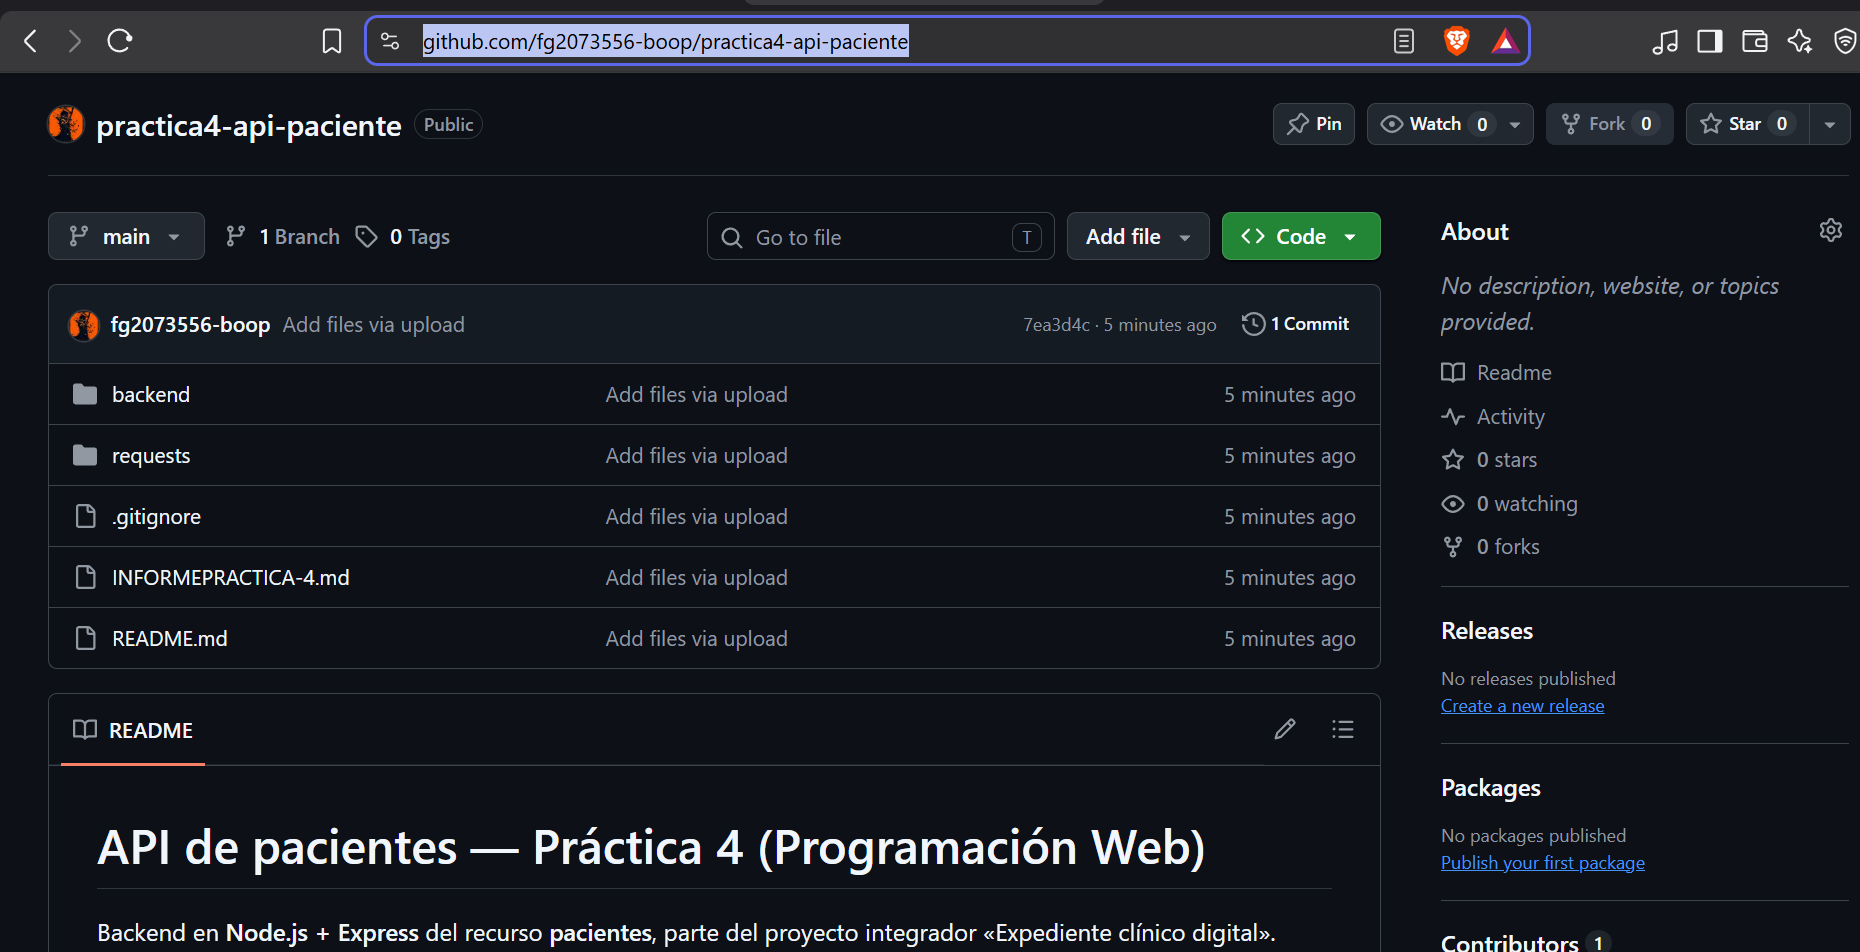 github.com/fg2073556-boop/practica4-api-paciente
practica4-api-paciente Public
Pin
Watch 0
Fork 0
Star 0
main
1 Branch
0 Tags
Go to file
T
Add file
Code
fg2073556-boop Add files via upload 7ea3d4c · 5 minutes ago 1 Commit
backend Add files via upload 5 minutes ago
requests Add files via upload 5 minutes ago
.gitignore Add files via upload 5 minutes ago
INFORMEPRACTICA-4.md Add files via upload 5 minutes ago
README.md Add files via upload 5 minutes ago
README
API de pacientes — Práctica 4 (Programación Web)
Backend en Node.js + Express del recurso pacientes, parte del proyecto integrador «Expediente clínico digital».
About
No description, website, or topics
provided.
Readme
Activity
0 stars
0 watching
0 forks
Releases
No releases published
Create a new release
Packages
No packages published
Publish your first package
Contributors 1